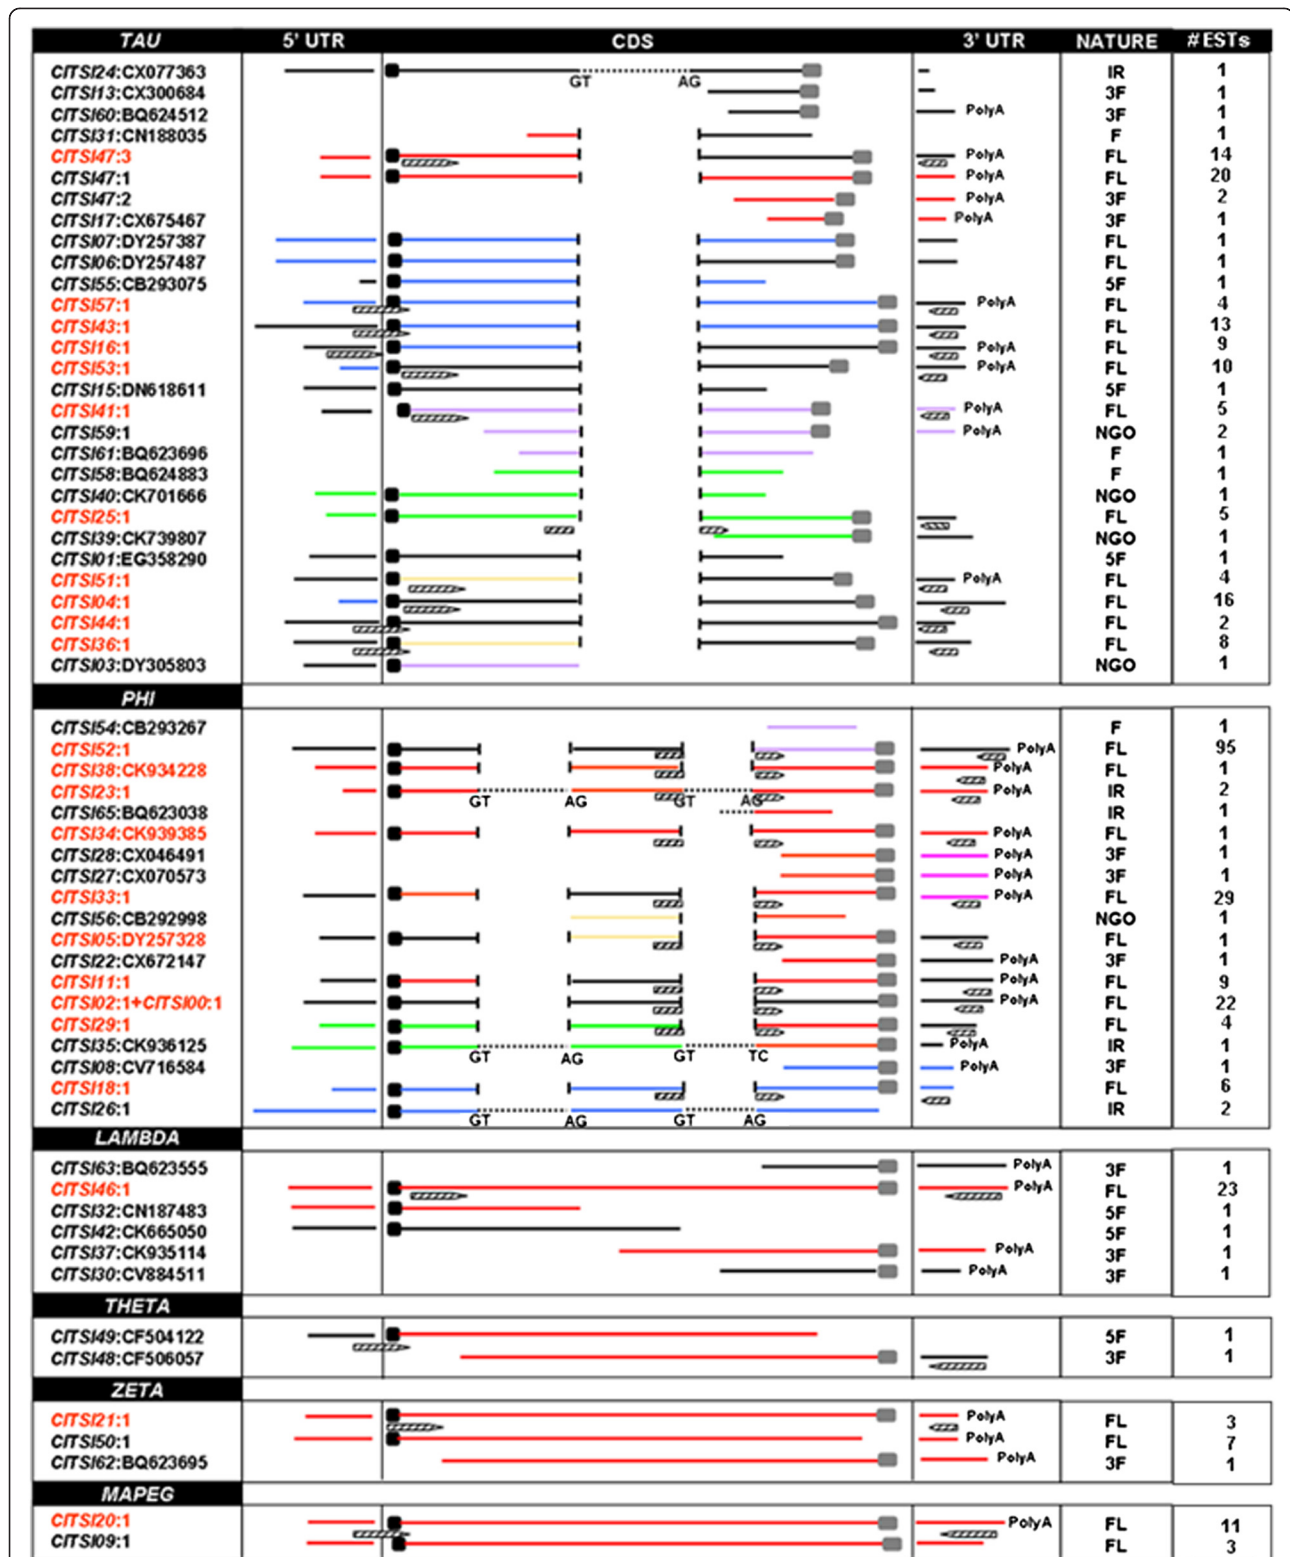 TAU 5' UTR CDS 3' UTR NATURE # ESTs
CITSI24:CX077363 GT AG IR 1
CITSI13:CX300684 3F 1
CITSI60:BQ624512 PolyA 3F 1
CITSI31:CN188035 F 1
CITSI47:3 PolyA FL 14
CITSI47:1 PolyA FL 20
CITSI47:2 PolyA 3F 2
CITSI17:CX675467 PolyA 3F 1
CITSI07:DY257387 FL 1
CITSI06:DY257487 FL 1
CITSI55:CB293075 5F 1
CITSI57:1 PolyA FL 4
CITSI43:1 FL 13
CITSI16:1 PolyA FL 9
CITSI53:1 PolyA FL 10
CITSI15:DN618611 5F 1
CITSI41:1 PolyA FL 5
CITSI59:1 PolyA NGO 2
CITSI61:BQ623696 F 1
CITSI58:BQ624883 F 1
CITSI40:CK701666 NGO 1
CITSI25:1 FL 5
CITSI39:CK739807 NGO 1
CITSI01:EG358290 5F 1
CITSI51:1 PolyA FL 4
CITSI04:1 FL 16
CITSI44:1 FL 2
CITSI36:1 FL 8
CITSI03:DY305803 NGO 1
PHI
CITSI54:CB293267 F 1
CITSI52:1 PolyA FL 95
CITSI38:CK934228 PolyA FL 1
CITSI23:1 GT AG GT AG PolyA IR 2
CITSI65:BQ623038 IR 1
CITSI34:CK939385 PolyA FL 1
CITSI28:CX046491 PolyA 3F 1
CITSI27:CX070573 PolyA 3F 1
CITSI33:1 PolyA FL 29
CITSI56:CB292998 NGO 1
CITSI05:DY257328 FL 1
CITSI22:CX672147 PolyA 3F 1
CITSI11:1 PolyA FL 9
CITSI02:1+CITSI00:1 PolyA FL 22
CITSI29:1 FL 4
CITSI35:CK936125 GT AG GT TC PolyA IR 1
CITSI08:CV716584 PolyA 3F 1
CITSI18:1 FL 6
CITSI26:1 GT AG GT AG IR 2
LAMBDA
CITSI63:BQ623555 PolyA 3F 1
CITSI46:1 PolyA FL 23
CITSI32:CN187483 5F 1
CITSI42:CK665050 5F 1
CITSI37:CK935114 PolyA 3F 1
CITSI30:CV884511 PolyA 3F 1
THETA
CITSI49:CF504122 5F 1
CITSI48:CF506057 3F 1
ZETA
CITSI21:1 PolyA FL 3
CITSI50:1 PolyA FL 7
CITSI62:BQ623695 PolyA 3F 1
MAPEG
CITSI20:1 PolyA FL 11
CITSI09:1 FL 3